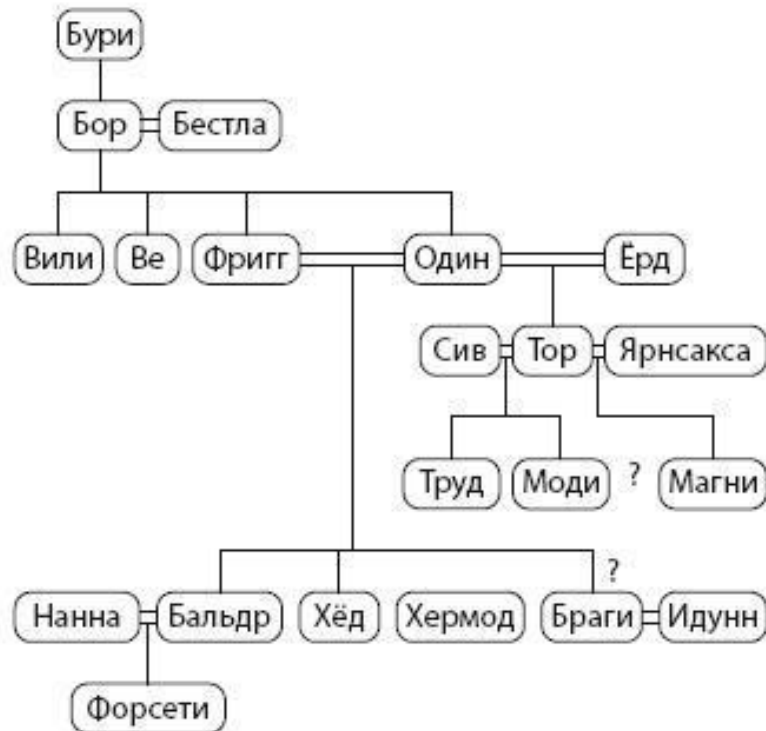 Бури
Бор Бестла
Вили Ве Фригг Один Ёрд
Сив Тор Ярнсакса
Труд Моди ? Магни
?
Нанна Бальдр Хёд Хермод Браги Идунн
Форсети